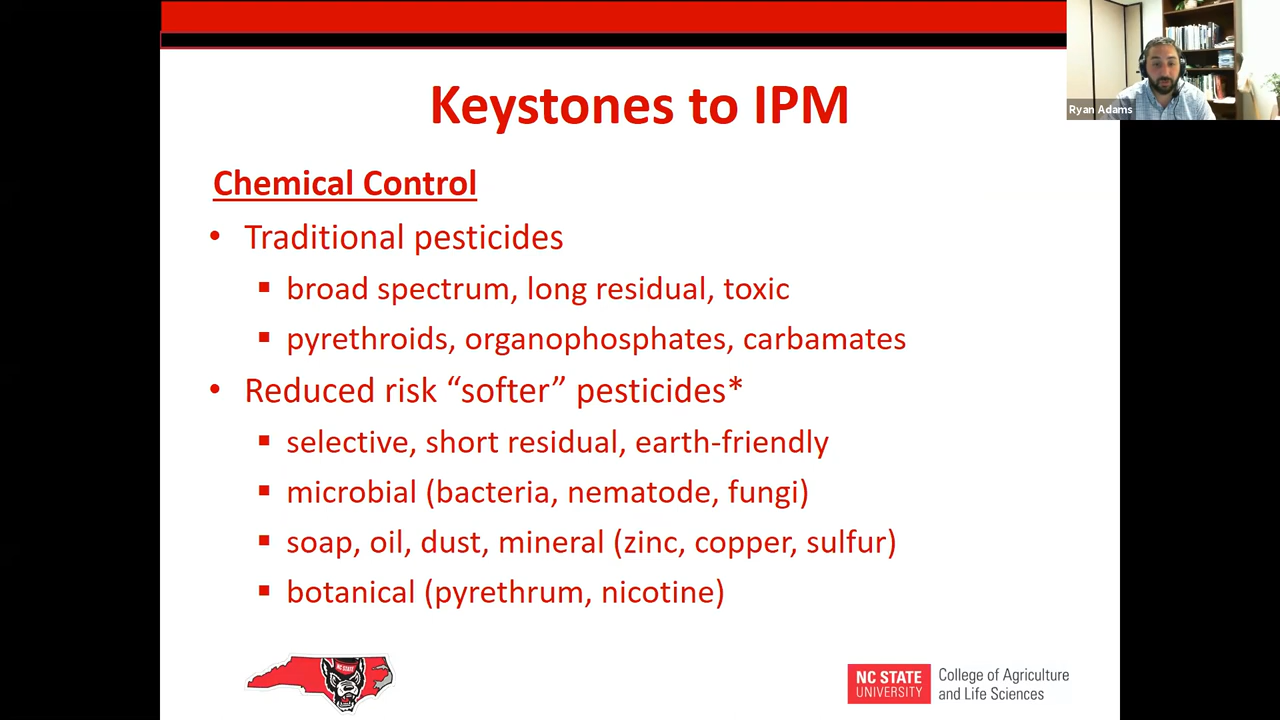 Keystones to IPM
Ryan Adams
Chemical Control
• Traditional pesticides
▪ broad spectrum, long residual, toxic
▪ pyrethroids, organophosphates, carbamates
• Reduced risk “softer” pesticides*
▪ selective, short residual, earth-friendly
▪ microbial (bacteria, nematode, fungi)
▪ soap, oil, dust, mineral (zinc, copper, sulfur)
▪ botanical (pyrethrum, nicotine)
NC STATE
NC STATE
UNIVERSITY
College of Agriculture
and Life Sciences